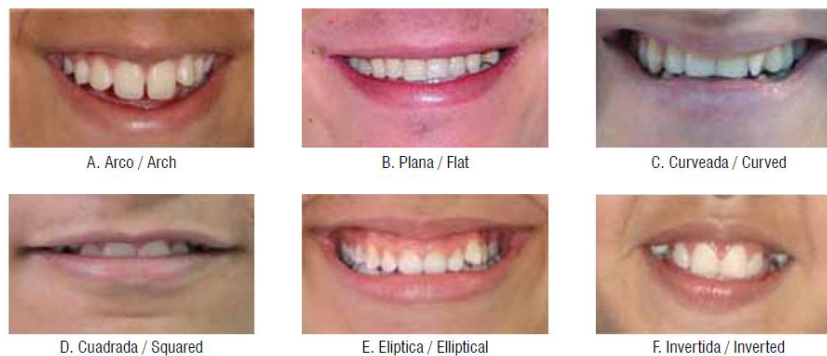 A. Arco / Arch
B. Plana / Flat
C. Curveada / Curved
D. Cuadrada / Squared
E. Eliptica / Elliptical
F. Invertida / Inverted